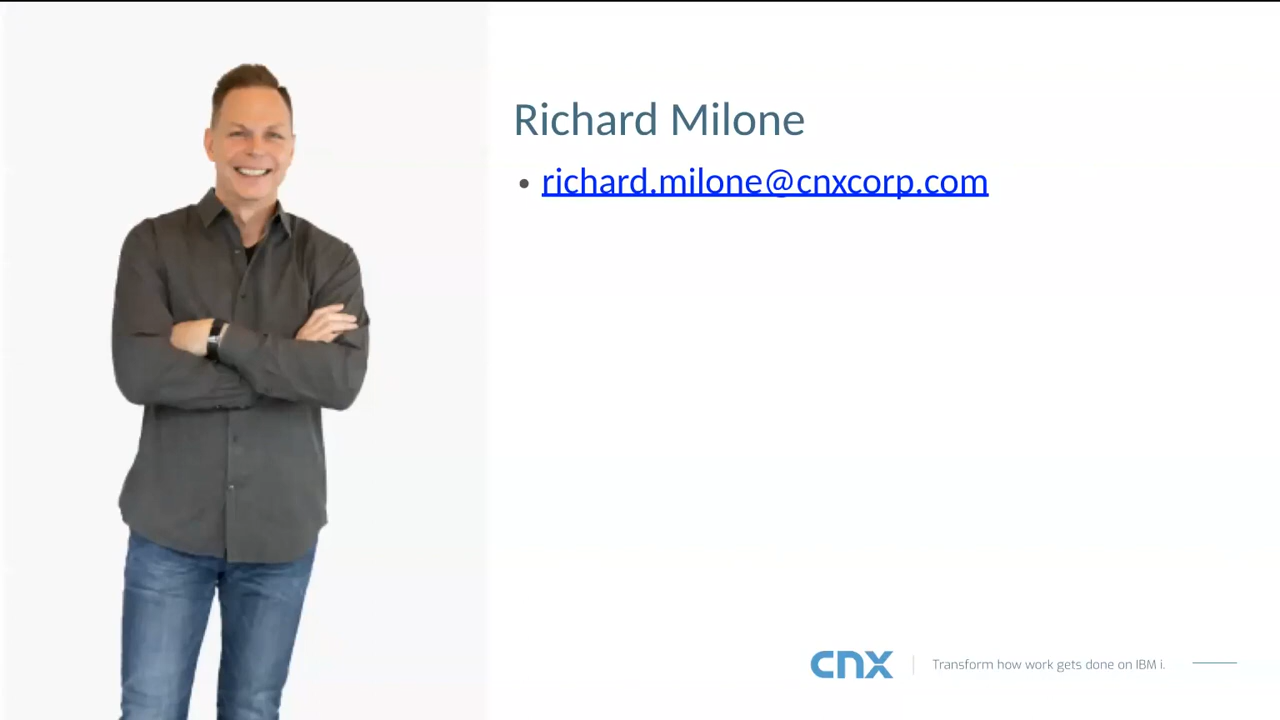 Richard Milone
• richard.milone@cnxcorp.com
cnx | Transform how work gets done on IBM i.